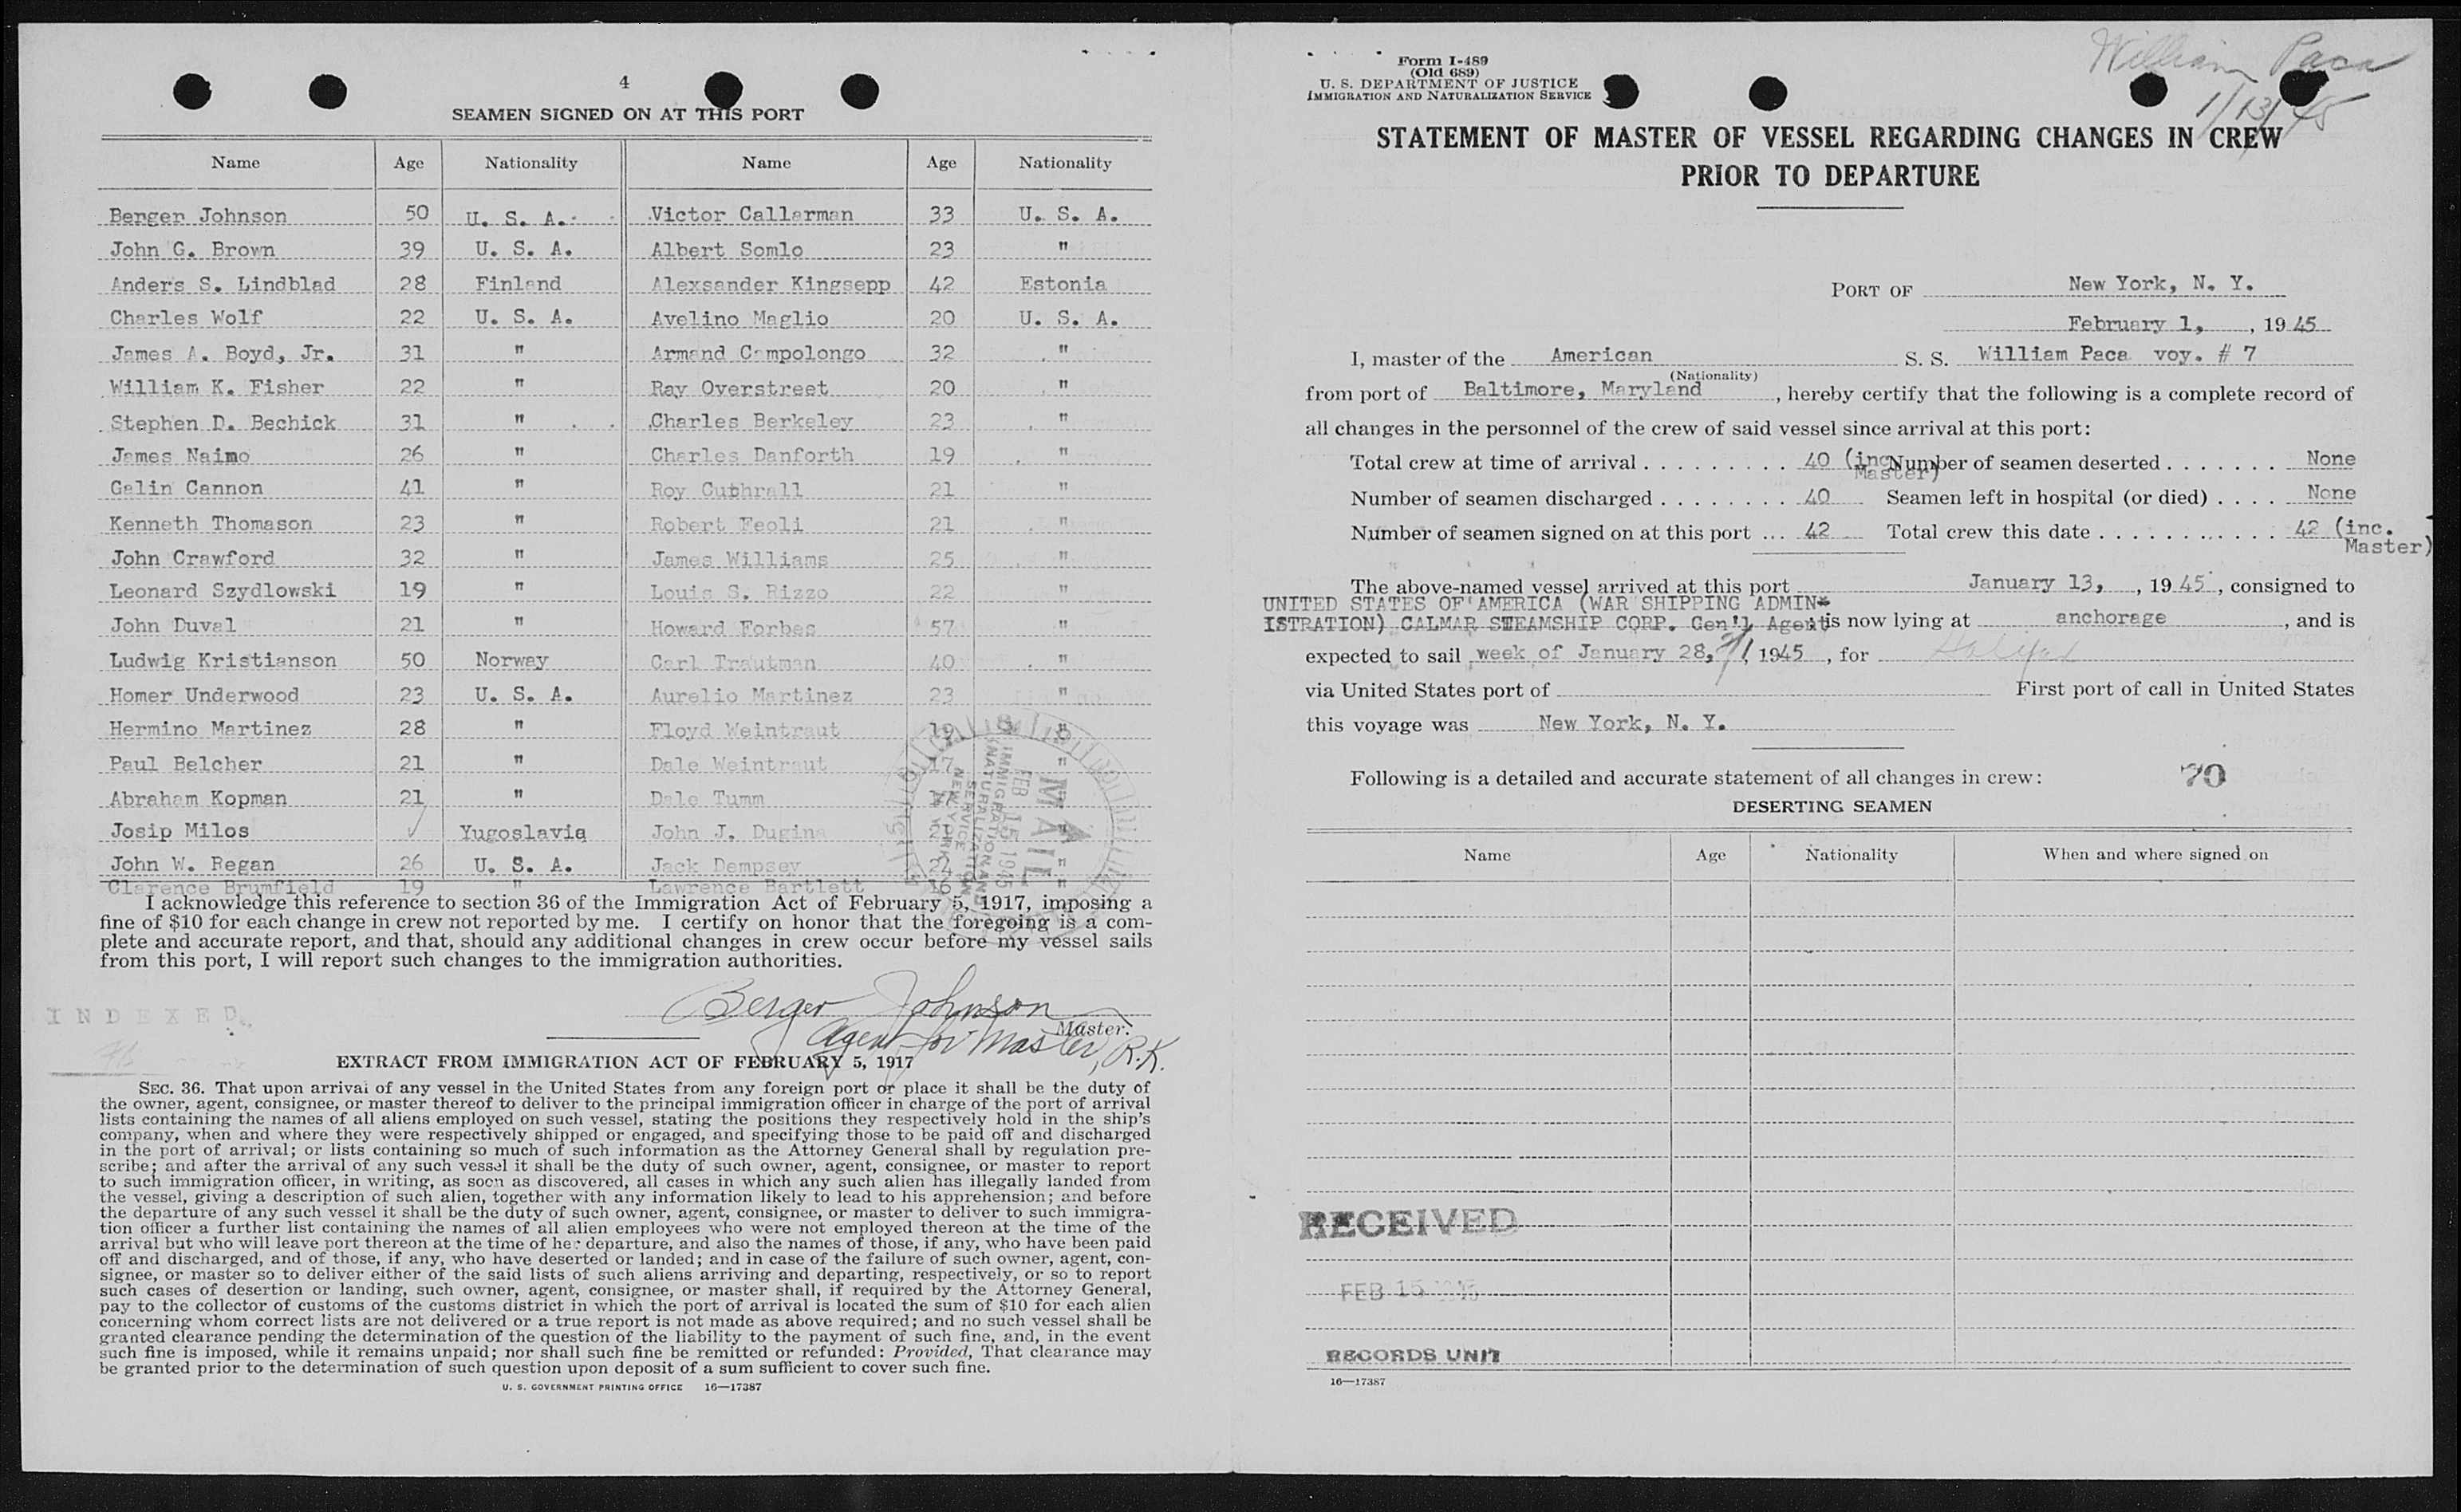 4
SEAMEN SIGNED ON AT THIS PORT
Name Age Nationality Name Age Nationality
Berger Johnson 50 U. S. A. Victor Callarman 33 U. S. A.
John G. Brown 39 U. S. A. Albert Somlo 23 "
Anders S. Lindblad 28 Finland Alexsander Kingsepp 42 Estonia
Charles Wolf 22 U. S. A. Avelino Maglio 20 U. S. A.
James A. Boyd, Jr. 31 " Armand Campolongo 32 "
William K. Fisher 22 " Ray Overstreet 20 "
Stephen D. Bechick 31 " Charles Berkeley 23 "
James Naimo 26 " Charles Danforth 19 "
Galin Cannon 41 " Roy Cuthrall 21 "
Kenneth Thomason 23 " Robert Feoli 21 "
John Crawford 32 " James Williams 25 "
Leonard Szydlowski 19 " Louis S. Rizzo 22 "
John Duval 21 " Howard Forbes 57 "
Ludwig Kristianson 50 Norway Carl Trautman 40 "
Homer Underwood 23 U. S. A. Aurelio Martinez 23 "
Hermino Martinez 28 " Floyd Weintraut 19 "
Paul Belcher 21 " Dale Weintraut 17 "
Abraham Kopman 21 " Dale Tumm 17 "
Josip Milos Yugoslavia John J. Dugina "
John W. Regan 26 U. S. A. Jack Dempsey 24 "
Clarence Brumfield 19 " Lawrence Bartlett 16 "
MAIL
FEB 15 1945
IMMIGRATION AND
NATURALIZATION
SERVICE
NEW YORK
I acknowledge this reference to section 36 of the Immigration Act of February 5, 1917, imposing a
fine of $10 for each change in crew not reported by me. I certify on honor that the foregoing is a com-
plete and accurate report, and that, should any additional changes in crew occur before my vessel sails
from this port, I will report such changes to the immigration authorities.
Berger Johnson
Master.
Agent for Master, R.K.
INDEXED
EXTRACT FROM IMMIGRATION ACT OF FEBRUARY 5, 1917
SEC. 36. That upon arrival of any vessel in the United States from any foreign port or place it shall be the duty of
the owner, agent, consignee, or master thereof to deliver to the principal immigration officer in charge of the port of arrival
lists containing the names of all aliens employed on such vessel, stating the positions they respectively hold in the ship's
company, when and where they were respectively shipped or engaged, and specifying those to be paid off and discharged
in the port of arrival; or lists containing so much of such information as the Attorney General shall by regulation pre-
scribe; and after the arrival of any such vessel it shall be the duty of such owner, agent, consignee, or master to report
to such immigration officer, in writing, as soon as discovered, all cases in which any such alien has illegally landed from
the vessel, giving a description of such alien, together with any information likely to lead to his apprehension; and before
the departure of any such vessel it shall be the duty of such owner, agent, consignee, or master to deliver to such immigra-
tion officer a further list containing the names of all alien employees who were not employed thereon at the time of the
arrival but who will leave port thereon at the time of her departure, and also the names of those, if any, who have been paid
off and discharged, and of those, if any, who have deserted or landed; and in case of the failure of such owner, agent, con-
signee, or master so to deliver either of the said lists of such aliens arriving and departing, respectively, or so to report
such cases of desertion or landing, such owner, agent, consignee, or master shall, if required by the Attorney General,
pay to the collector of customs of the customs district in which the port of arrival is located the sum of $10 for each alien
concerning whom correct lists are not delivered or a true report is not made as above required; and no such vessel shall be
granted clearance pending the determination of the question of the liability to the payment of such fine, and, in the event
such fine is imposed, while it remains unpaid; nor shall such fine be remitted or refunded: Provided, That clearance may
be granted prior to the determination of such question upon deposit of a sum sufficient to cover such fine.
U. S. GOVERNMENT PRINTING OFFICE 16—17387
William Paca
1/13/45
Form I-489
(Old 689)
U. S. DEPARTMENT OF JUSTICE
IMMIGRATION AND NATURALIZATION SERVICE
STATEMENT OF MASTER OF VESSEL REGARDING CHANGES IN CREW
PRIOR TO DEPARTURE
PORT OF New York, N. Y.
February 1, , 19 45
I, master of the American S. S. William Paca voy. # 7
(Nationality)
from port of Baltimore, Maryland , hereby certify that the following is a complete record of
all changes in the personnel of the crew of said vessel since arrival at this port:
Total crew at time of arrival 40 (inc. Master) Number of seamen deserted None
Number of seamen discharged 40 Seamen left in hospital (or died) None
Number of seamen signed on at this port 42 Total crew this date 42 (inc. Master)
The above-named vessel arrived at this port January 13, , 19 45 , consigned to
UNITED STATES OF AMERICA (WAR SHIPPING ADMIN-
ISTRATION) CALMAR STEAMSHIP CORP. Gen'l Agent is now lying at anchorage , and is
expected to sail week of January 28, 2/1, 1945 , for Halifax
via United States port of First port of call in United States
this voyage was New York, N. Y.
Following is a detailed and accurate statement of all changes in crew: 70
DESERTING SEAMEN
Name Age Nationality When and where signed on
RECEIVED
FEB 15 1945
RECORDS UNIT
16—17387